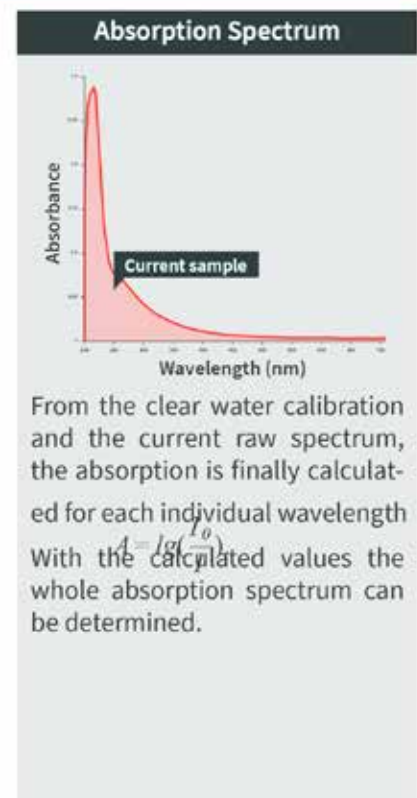 Absorption Spectrum
Absorbance
Current sample
Wavelength (nm)
From the clear water calibration
and the current raw spectrum,
the absorption is finally calculat-
ed for each individual wavelength
A = lg(I₀/I)
With the calculated values the
whole absorption spectrum can
be determined.